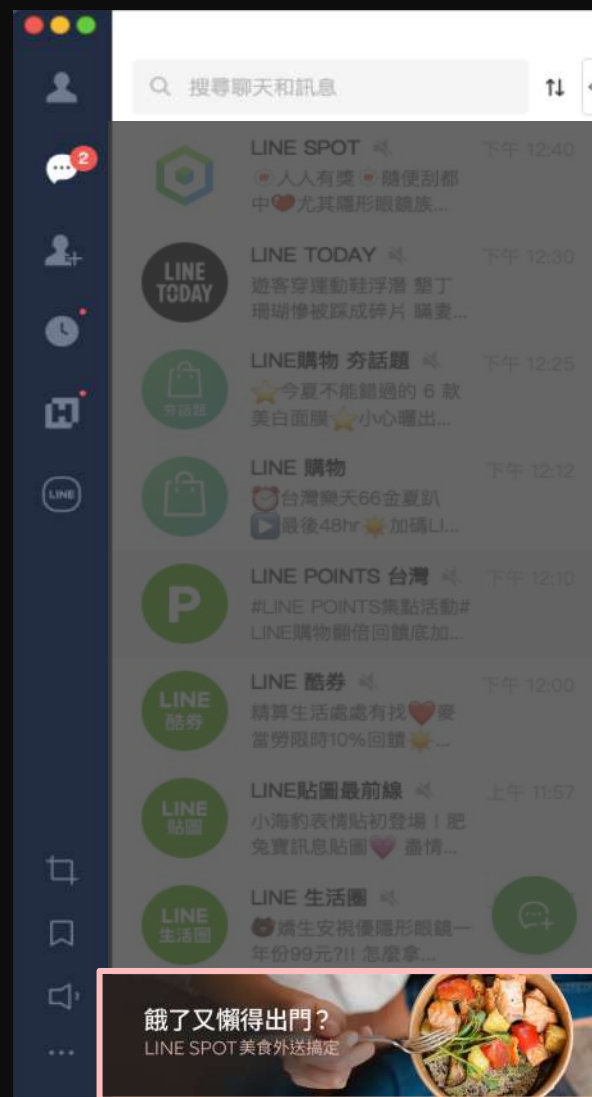 搜尋聊天和訊息
2
LINE SPOT
下午 12:40
人人有獎 隨便刮都
中 尤其隱形眼鏡族...
LINE TODAY
LINE TODAY
下午 12:30
遊客穿運動鞋浮潛 墾丁
珊瑚慘被踩成碎片 瞞妻...
LINE購物 夯話題
夯話題
下午 12:25
今夏不能錯過的 6 款
美白面膜 小心曬出...
LINE 購物
下午 12:12
台灣樂天66金夏趴
最後48hr 加碼LI...
LINE
P
LINE POINTS 台灣
下午 12:10
#LINE POINTS集點活動#
LINE購物翻倍回饋底加...
LINE
酷券
LINE 酷券
下午 12:00
精算生活處處有找 麥
當勞限時10%回饋 ...
LINE
貼圖
LINE貼圖最前線
上午 11:57
小海豹表情貼初登場！肥
兔寶訊息貼圖 盡情...
LINE
生活圈
LINE 生活圈
嬌生安視優隱形眼鏡一
年份99元?!! 怎麼拿...
餓了又懶得出門？
LINE SPOT美食外送搞定